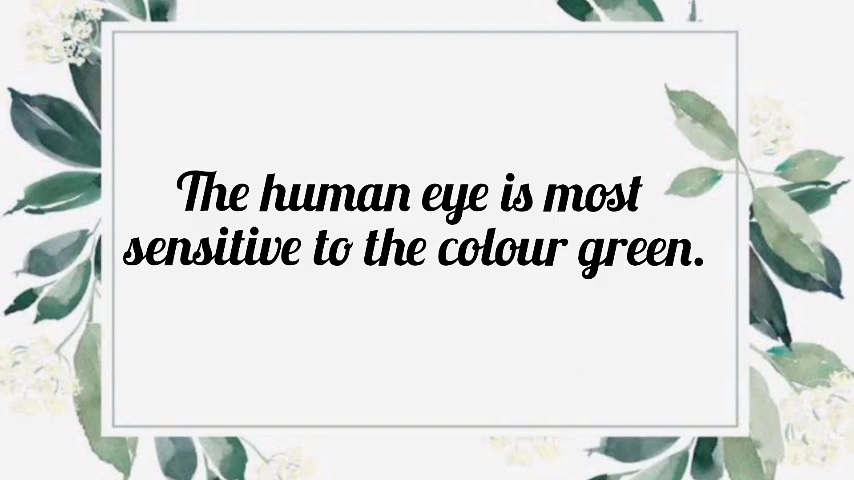 The human eye is most
sensitive to the colour green.